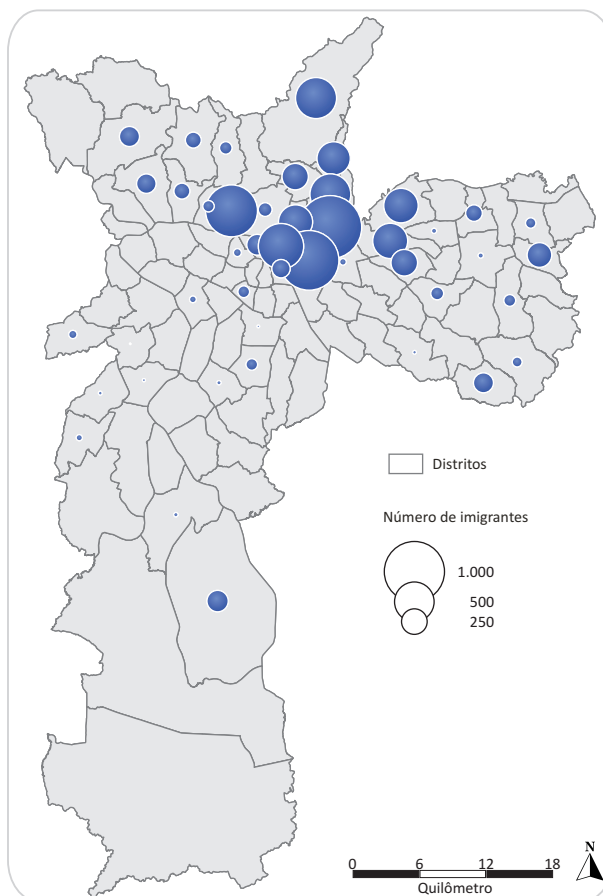 Distritos
Número de imigrantes
1.000
500
250
N
0 6 12 18
Quilômetro